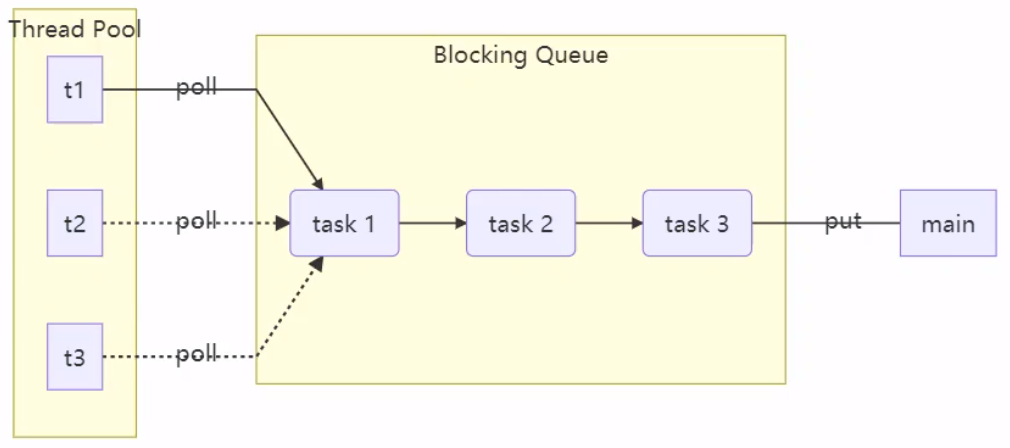 Thread Pool
Blocking Queue
t1
poll
t2
poll
task 1
task 2
task 3
put
main
t3
poll